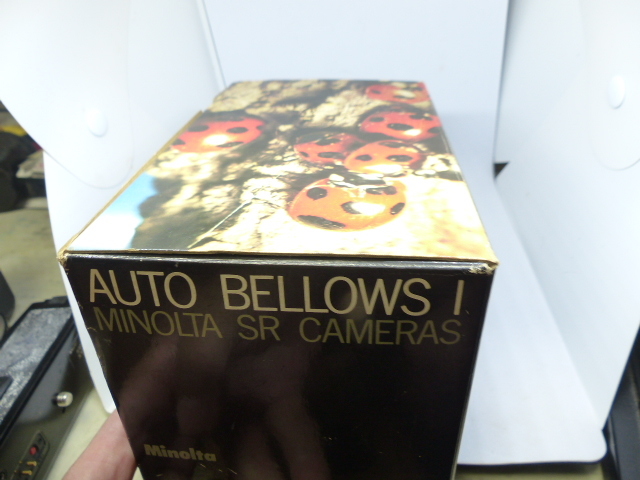 AUTO BELLOWS I
MINOLTA SR CAMERAS
Minolta